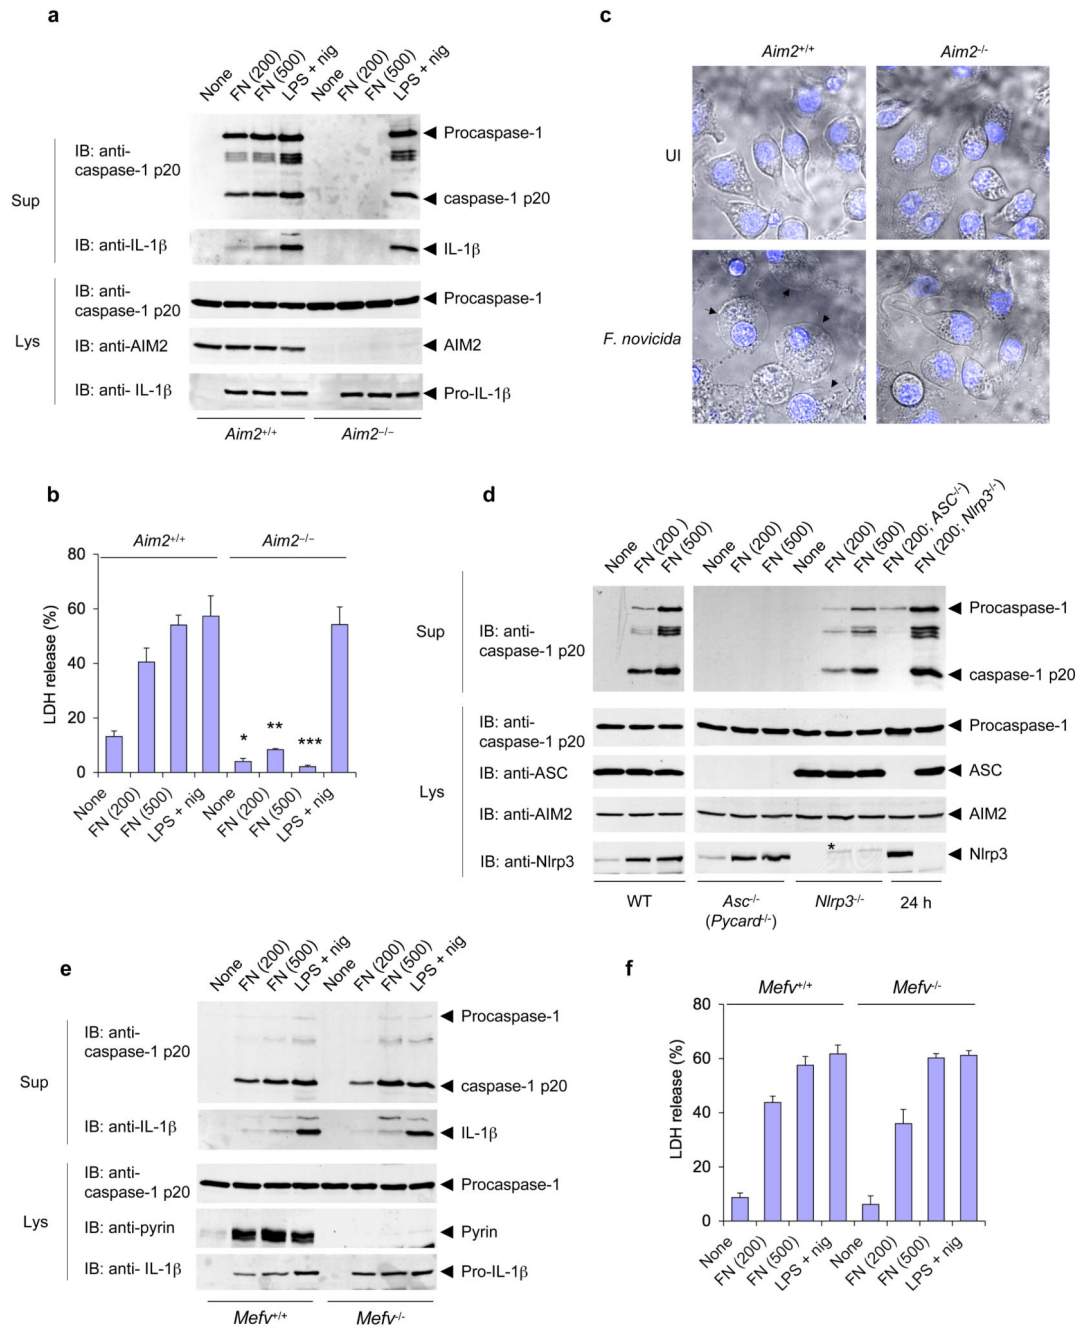 a
None
FN (200)
FN (500)
LPS + nig
None
FN (200)
FN (500)
LPS + nig
Sup
IB: anti-
caspase-1 p20
Procaspase-1
caspase-1 p20
IB: anti-IL-1β
IL-1β
Lys
IB: anti-
caspase-1 p20
Procaspase-1
IB: anti-AIM2
AIM2
IB: anti- IL-1β
Pro-IL-1β
Aim2+/+
Aim2–/–
c
Aim2+/+
Aim2-/-
UI
F. novicida
b
Aim2+/+
Aim2–/–
LDH release (%)
80
60
40
20
0
*
**
***
None
FN (200)
FN (500)
LPS + nig
None
FN (200)
FN (500)
LPS + nig
d
None
FN (200 )
FN (500)
None
FN (200)
FN (500)
None
FN (200)
FN (500)
FN (200; ASC-/-)
FN (200; Nlrp3-/-)
Sup
IB: anti-
caspase-1 p20
Procaspase-1
caspase-1 p20
Lys
IB: anti-
caspase-1 p20
Procaspase-1
IB: anti-ASC
ASC
IB: anti-AIM2
AIM2
IB: anti-Nlrp3
*
Nlrp3
WT
Asc-/-
(Pycard-/-)
Nlrp3-/-
24 h
e
None
FN (200)
FN (500)
LPS + nig
None
FN (200)
FN (500)
LPS + nig
Sup
IB: anti-
caspase-1 p20
Procaspase-1
caspase-1 p20
IB: anti-IL-1β
IL-1β
Lys
IB: anti-
caspase-1 p20
Procaspase-1
IB: anti-pyrin
Pyrin
IB: anti- IL-1β
Pro-IL-1β
Mefv+/+
Mefv-/-
f
Mefv+/+
Mefv-/-
LDH release (%)
80
60
40
20
0
None
FN (200)
FN (500)
LPS + nig
None
FN (200)
FN (500)
LPS + nig